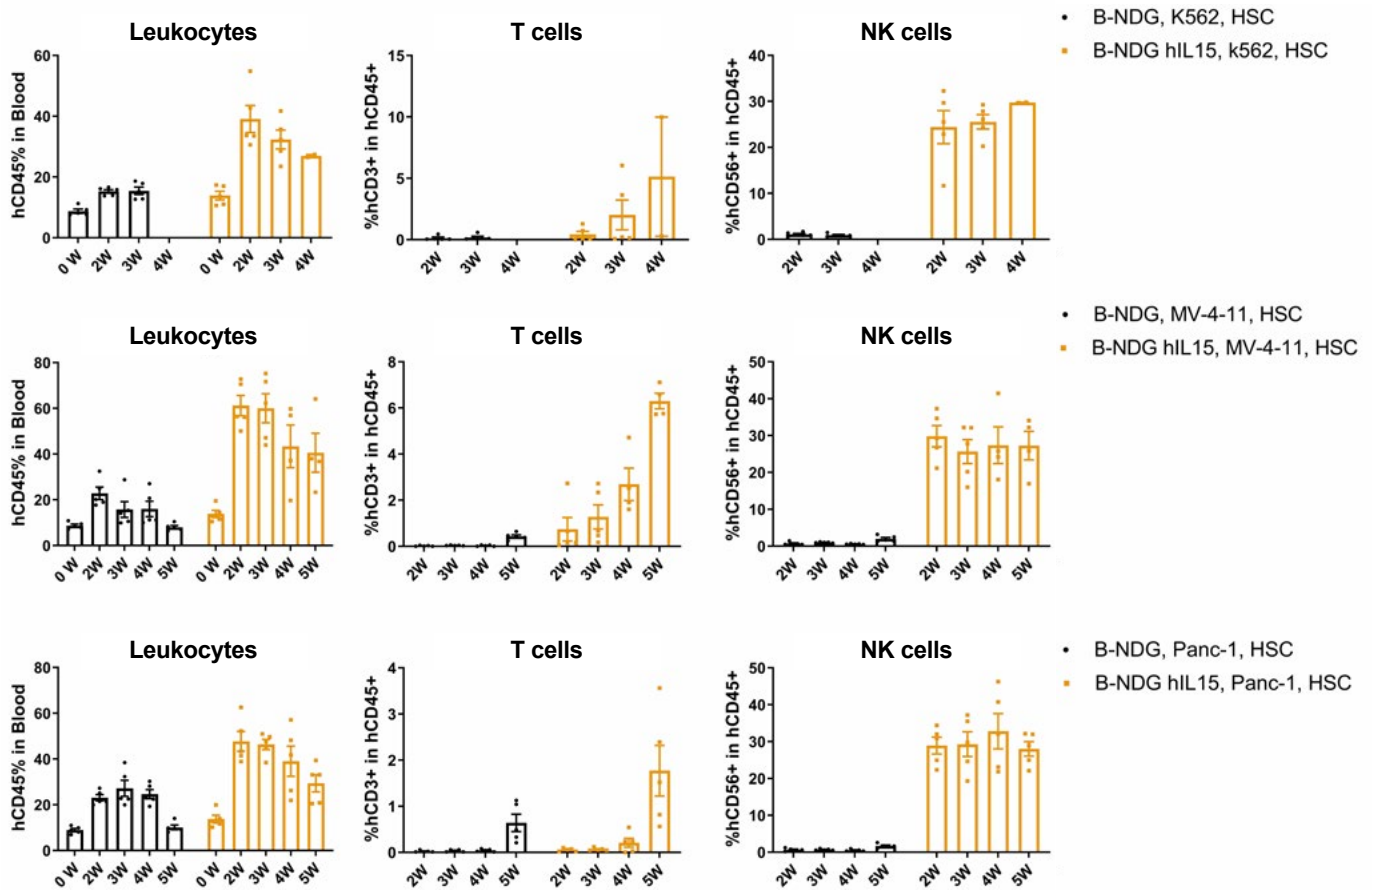 Leukocytes
hCD45% in Blood
60
40
20
0
0 W
2W
3W
4W
0 W
2W
3W
4W
T cells
%hCD3+ in hCD45+
15
10
5
0
2W
3W
4W
2W
3W
4W
NK cells
%hCD56+ in hCD45+
40
30
20
10
0
2W
3W
4W
2W
3W
4W
B-NDG, K562, HSC
B-NDG hIL15, k562, HSC
Leukocytes
hCD45% in Blood
80
60
40
20
0
0 W
2W
3W
4W
5W
0 W
2W
3W
4W
5W
T cells
%hCD3+ in hCD45+
8
6
4
2
0
2W
3W
4W
5W
2W
3W
4W
5W
NK cells
%hCD56+ in hCD45+
50
40
30
20
10
0
2W
3W
4W
5W
2W
3W
4W
5W
B-NDG, MV-4-11, HSC
B-NDG hIL15, MV-4-11, HSC
Leukocytes
hCD45% in Blood
80
60
40
20
0
0 W
2W
3W
4W
5W
0 W
2W
3W
4W
5W
T cells
%hCD3+ in hCD45+
4
3
2
1
0
2W
3W
4W
5W
2W
3W
4W
5W
NK cells
%hCD56+ in hCD45+
50
40
30
20
10
0
2W
3W
4W
5W
2W
3W
4W
5W
B-NDG, Panc-1, HSC
B-NDG hIL15, Panc-1, HSC